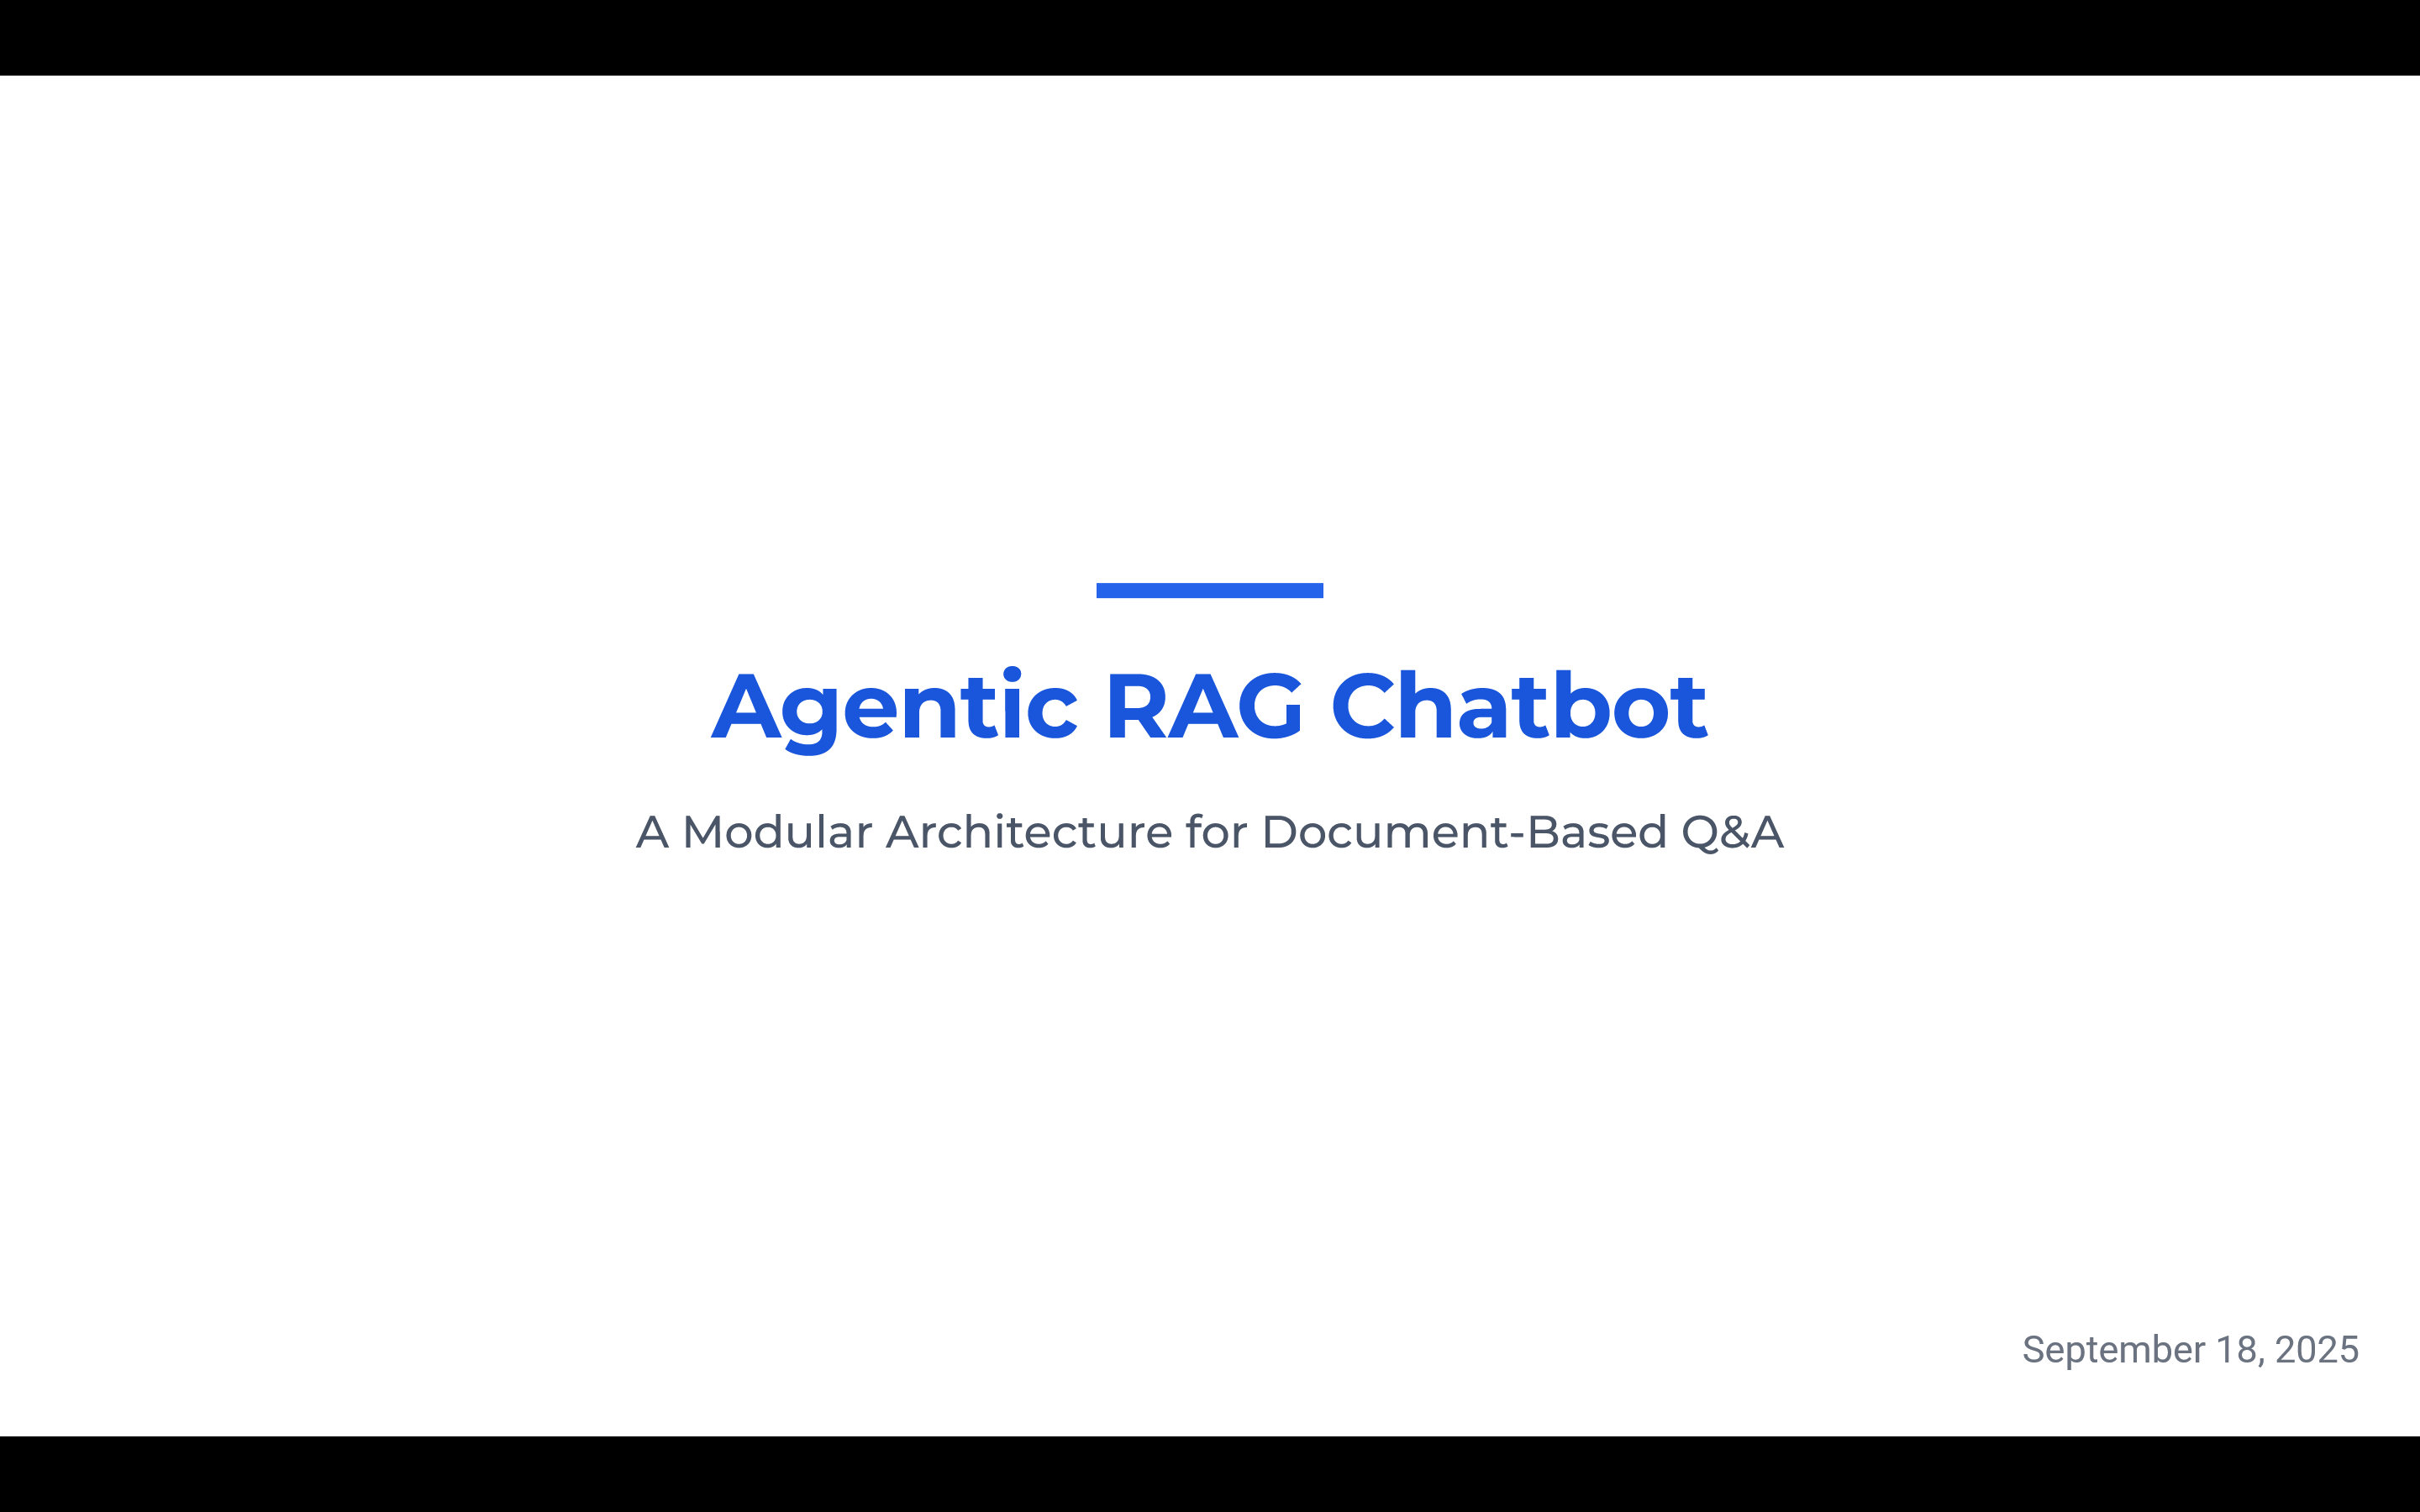 Agentic RAG Chatbot
A Modular Architecture for Document-Based Q&A
September 18, 2025